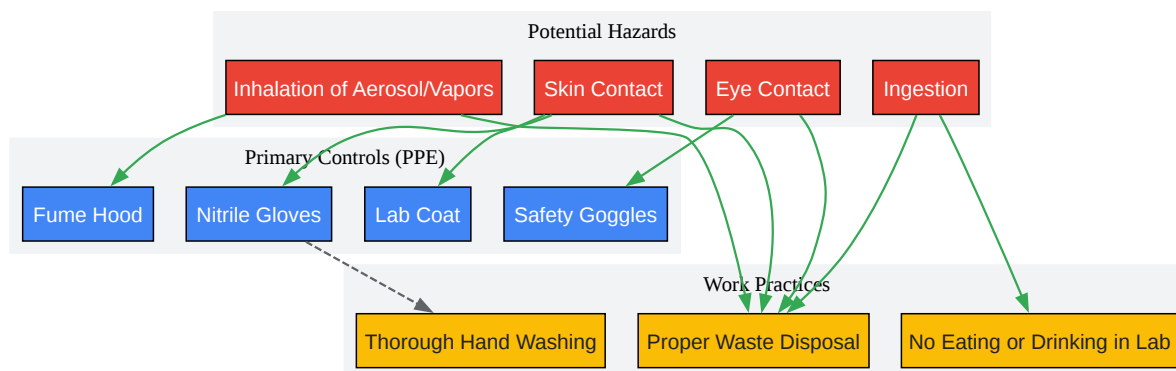 Potential Hazards
Inhalation of Aerosol/Vapors
Skin Contact
Eye Contact
Ingestion
Primary Controls (PPE)
Fume Hood
Nitrile Gloves
Lab Coat
Safety Goggles
Work Practices
Thorough Hand Washing
Proper Waste Disposal
No Eating or Drinking in Lab